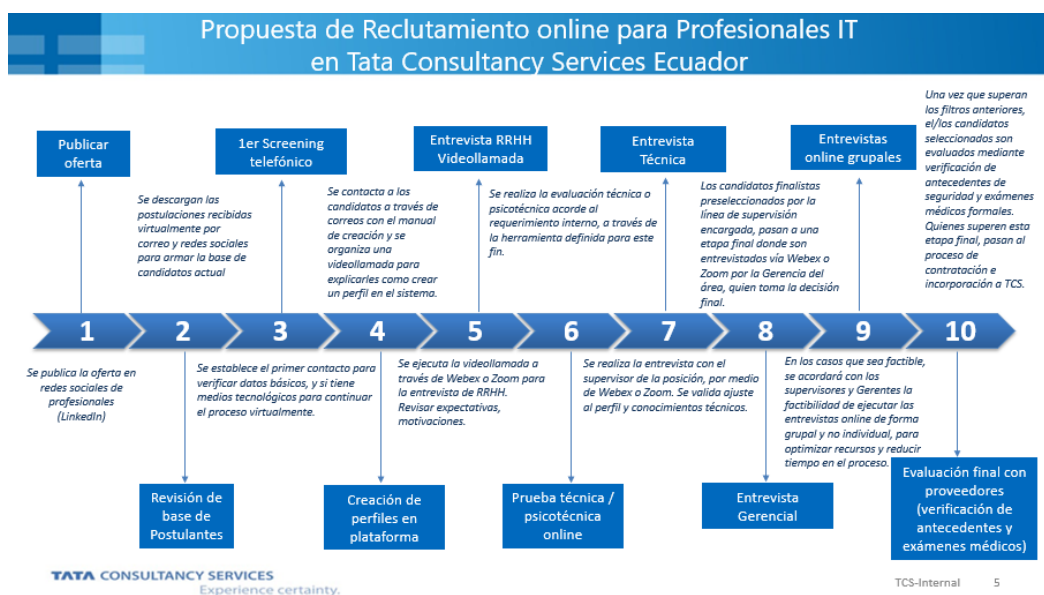 Propuesta de Reclutamiento online para Profesionales IT
en Tata Consultancy Services Ecuador
Publicar
oferta
1er Screening
telefónico
Entrevista RRHH
Videollamada
Entrevista
Técnica
Entrevistas
online grupales
Una vez que superan
los filtros anteriores,
el/los candidatos
seleccionados son
evaluados mediante
verificación de
antecedentes de
seguridad y exámenes
médicos formales.
Quienes superen esta
etapa final, pasan al
proceso de
contratación e
incorporación a TCS.
Se descargan las
postulaciones recibidas
virtualmente por
correo y redes sociales
para armar la base de
candidatos actual
Se contacta a los
candidatos a través de
correos con el manual
de creación y se
organiza una
videollamada para
explicarles como crear
un perfil en el sistema.
Se realiza la evaluación técnica o
psicotécnica acorde al
requerimiento interno, a través de
la herramienta definida para este
fin.
Los candidatos finalistas
preseleccionados por la
línea de supervisión
encargada, pasan a una
etapa final donde son
entrevistados vía Webex o
Zoom por la Gerencia del
área, quien toma la decisión
final.
1
2
3
4
5
6
7
8
9
10
Se publica la oferta en
redes sociales de
profesionales
(LinkedIn)
Se establece el primer contacto para
verificar datos básicos, y si tiene
medios tecnológicos para continuar
el proceso virtualmente.
Se ejecuta la videollamada a
través de Webex o Zoom para
la entrevista de RRHH.
Revisar expectativas,
motivaciones.
Se realiza la entrevista con el
supervisor de la posición, por medio
de Webex o Zoom. Se valida ajuste
al perfil y conocimientos técnicos.
En los casos que sea factible,
se acordará con los
supervisores y Gerentes la
factibilidad de ejecutar las
entrevistas online de forma
grupal y no individual, para
optimizar recursos y reducir
tiempo en el proceso.
Revisión de
base de
Postulantes
Creación de
perfiles en
plataforma
Prueba técnica /
psicotécnica
online
Entrevista
Gerencial
Evaluación final con
proveedores
(verificación de
antecedentes y
exámenes médicos)
TATA CONSULTANCY SERVICES
Experience certainty.
TCS-Internal 5